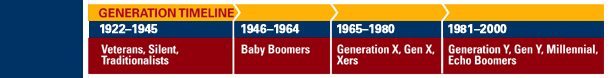 GENERATION TIMELINE
1922–1945 1946–1964 1965–1980 1981–2000
Veterans, Silent,
Traditionalists
Baby Boomers
Generation X, Gen X,
Xers
Generation Y, Gen Y, Millennial,
Echo Boomers